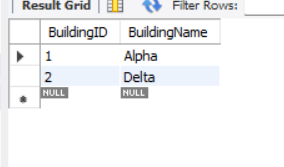 Result Grid Filter Rows:
BuildingID BuildingName
1 Alpha
2 Delta
NULL NULL